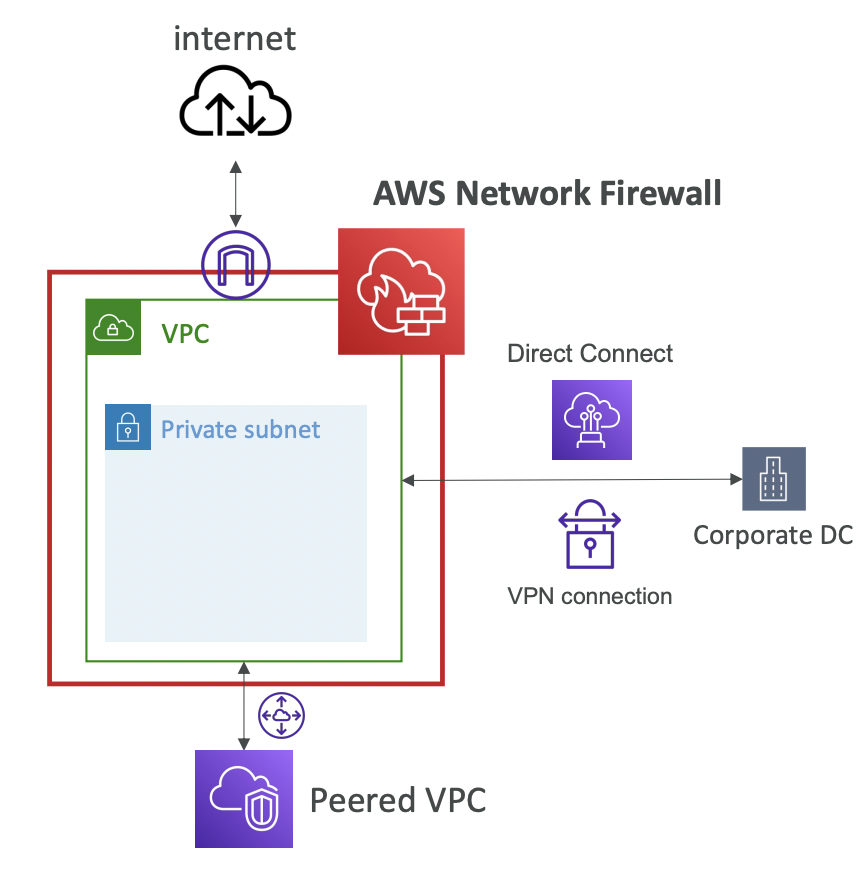 internet
AWS Network Firewall
VPC
Direct Connect
Private subnet
Corporate DC
VPN connection
Peered VPC